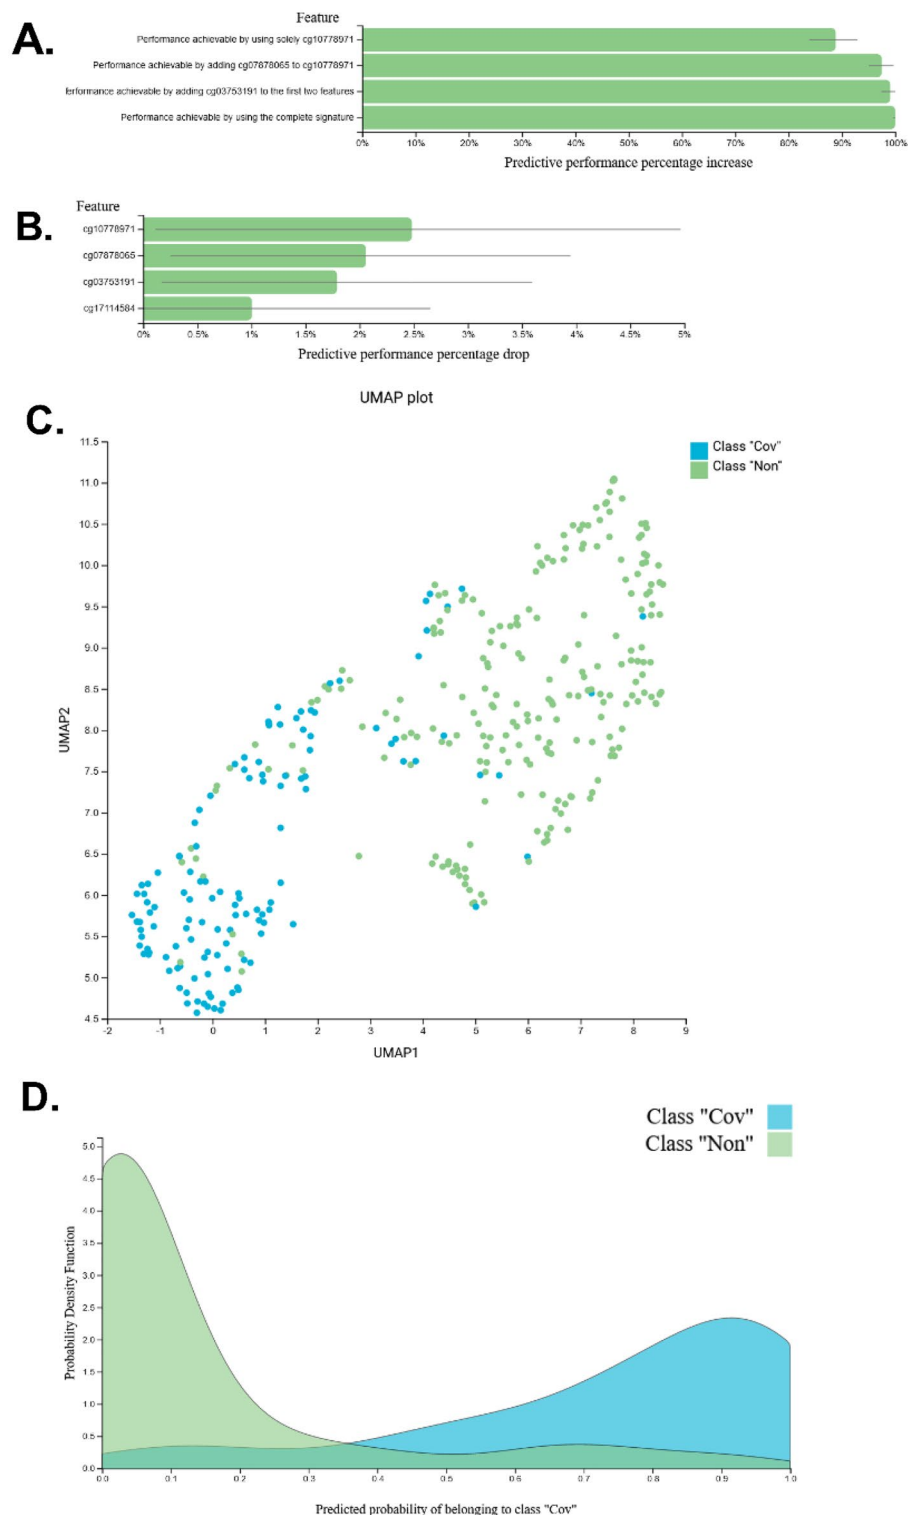 A.
Feature
Performance achievable by using solely cg10778971
Performance achievable by adding cg07878065 to cg10778971
erformance achievable by adding cg03753191 to the first two features
Performance achievable by using the complete signature
0% 10% 20% 30% 40% 50% 60% 70% 80% 90% 100%
Predictive performance percentage increase
B.
Feature
cg10778971
cg07878065
cg03753191
cg17114584
0% 0.5% 1% 1.5% 2% 2.5% 3% 3.5% 4% 4.5% 5%
Predictive performance percentage drop
UMAP plot
C.
Class "Cov"
Class "Non"
11.5
11.0
10.5
10.0
9.5
9.0
8.5
8.0
7.5
7.0
6.5
6.0
5.5
5.0
4.5
UMAP2
-2 -1 0 1 2 3 4 5 6 7 8 9
UMAP1
D.
Class "Cov"
Class "Non"
5.0
4.5
4.0
3.5
3.0
2.5
2.0
1.5
1.0
0.5
0.0
Probability Density Function
0.0 0.1 0.2 0.3 0.4 0.5 0.6 0.7 0.8 0.9 1.0
Predicted probability of belonging to class "Cov"